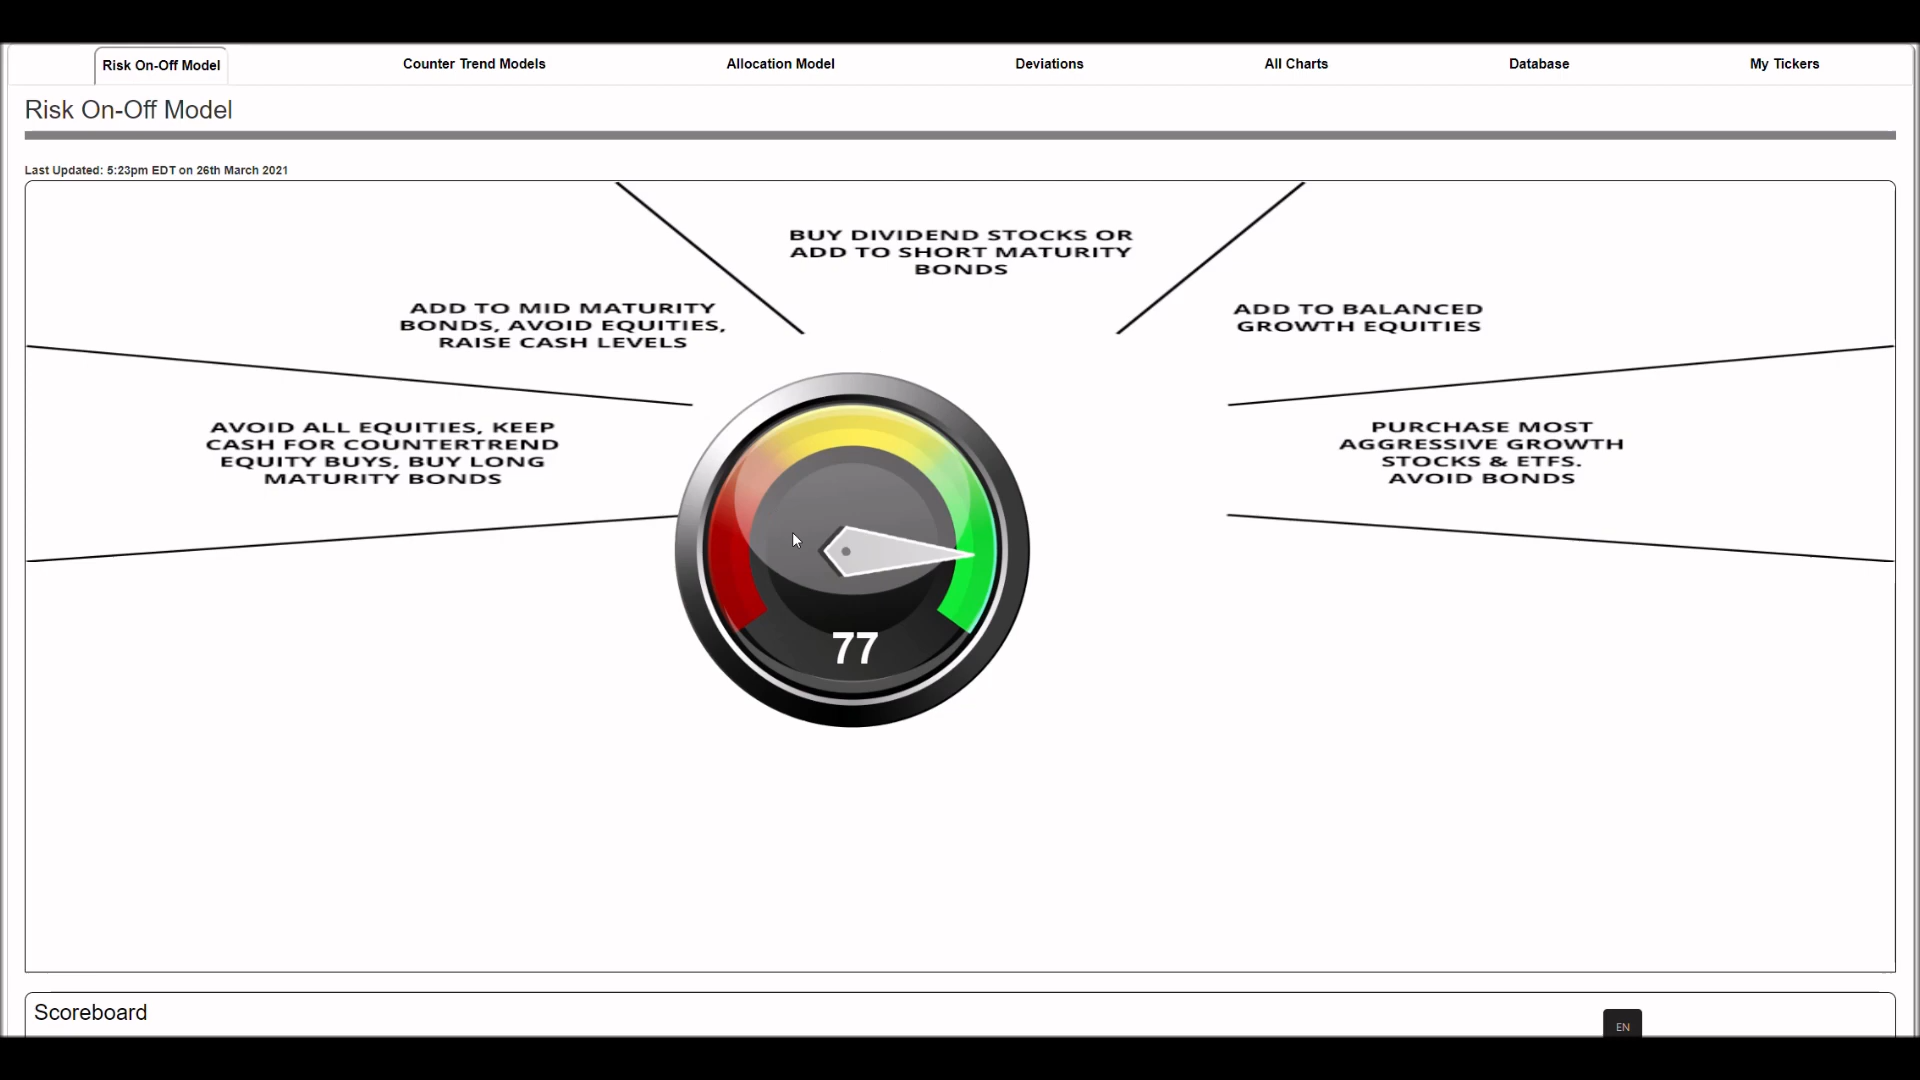 Risk On-Off Model
Counter Trend Models
Allocation Model
Deviations
All Charts
Database
My Tickers
Risk On-Off Model
Last Updated: 5:23pm EDT on 26th March 2021
BUY DIVIDEND STOCKS OR
ADD TO SHORT MATURITY
BONDS
ADD TO MID MATURITY
BONDS, AVOID EQUITIES,
RAISE CASH LEVELS
ADD TO BALANCED
GROWTH EQUITIES
AVOID ALL EQUITIES, KEEP
CASH FOR COUNTERTREND
EQUITY BUYS, BUY LONG
MATURITY BONDS
PURCHASE MOST
AGGRESSIVE GROWTH
STOCKS & ETFS.
AVOID BONDS
77
Scoreboard
EN